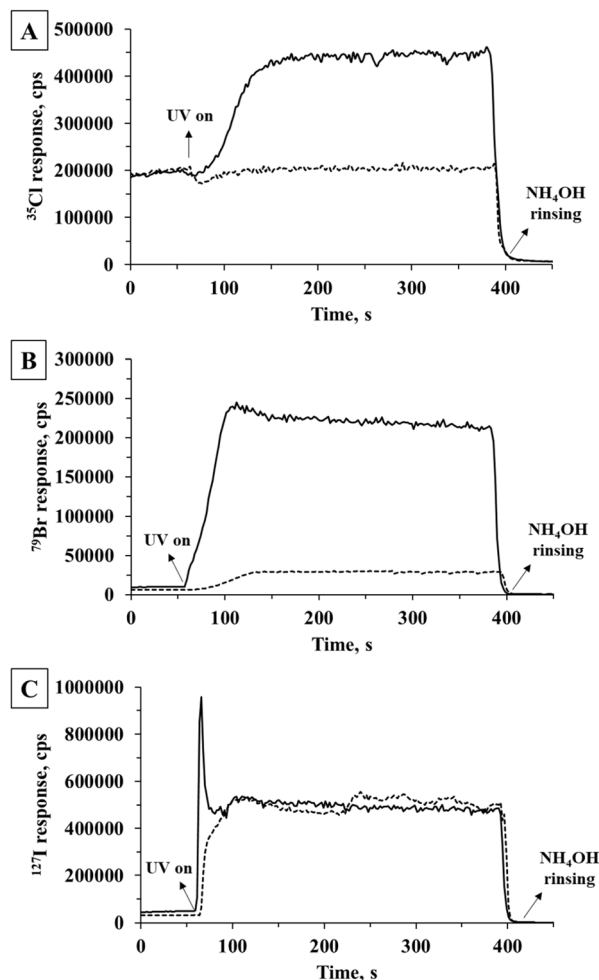 A
500000
400000
300000
200000
100000
0
³⁵Cl response, cps
UV on
NH₄OH
rinsing
0 100 200 300 400
Time, s
B
300000
250000
200000
150000
100000
50000
0
⁷⁹Br response, cps
UV on
NH₄OH
rinsing
0 100 200 300 400
Time, s
C
1000000
800000
600000
400000
200000
0
¹²⁷I response, cps
UV on
NH₄OH
rinsing
0 100 200 300 400
Time, s